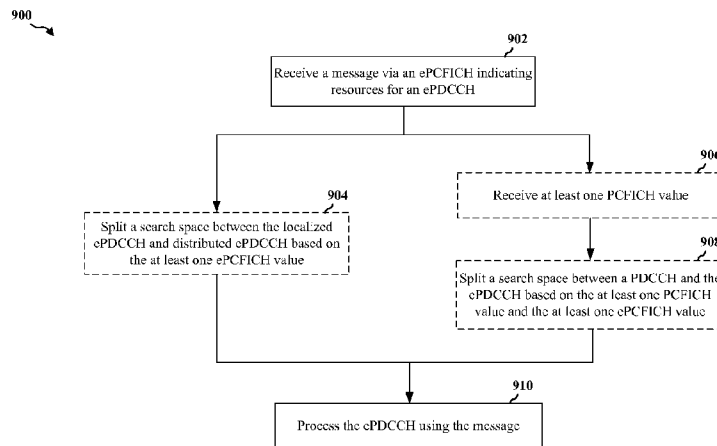 900
902
Receive a message via an ePCFICH indicating
resources for an ePDCCH
904
Split a search space between the localized
ePDCCH and distributed ePDCCH based on
the at least one ePCFICH value
906
Receive at least one PCFICH value
908
Split a search space between a PDCCH and the
ePDCCH based on the at least one PCFICH
value and the at least one ePCFICH value
910
Process the ePDCCH using the message